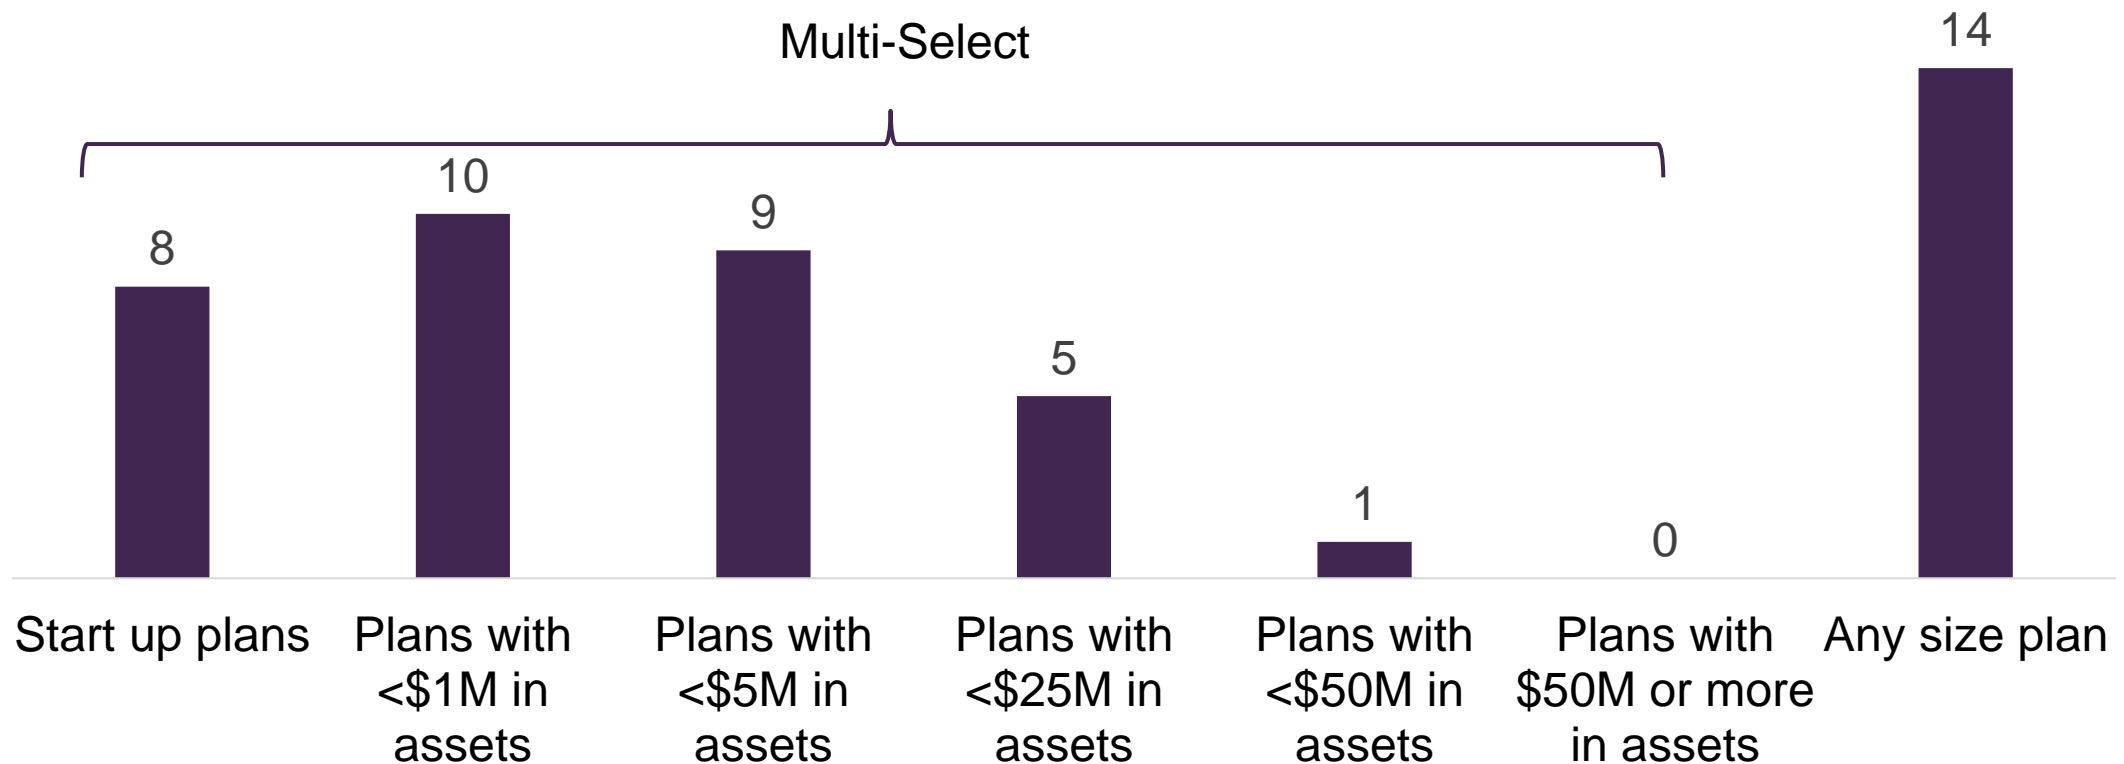 Multi-Select
14
10
9
8
5
1
0
Start up plans
Plans with
<$1M in
assets
Plans with
<$5M in
assets
Plans with
<$25M in
assets
Plans with
<$50M in
assets
Plans with
$50M or more
in assets
Any size plan